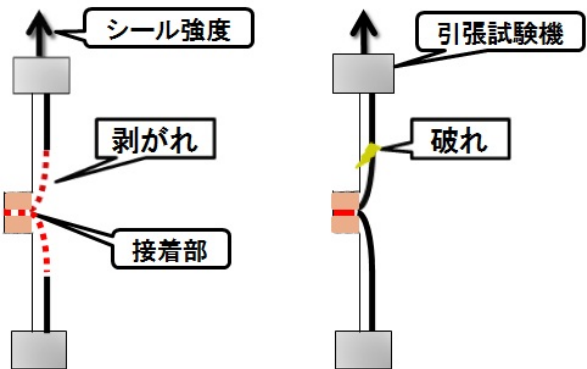 シール強度
引張試験機
剥がれ
破れ
接着部